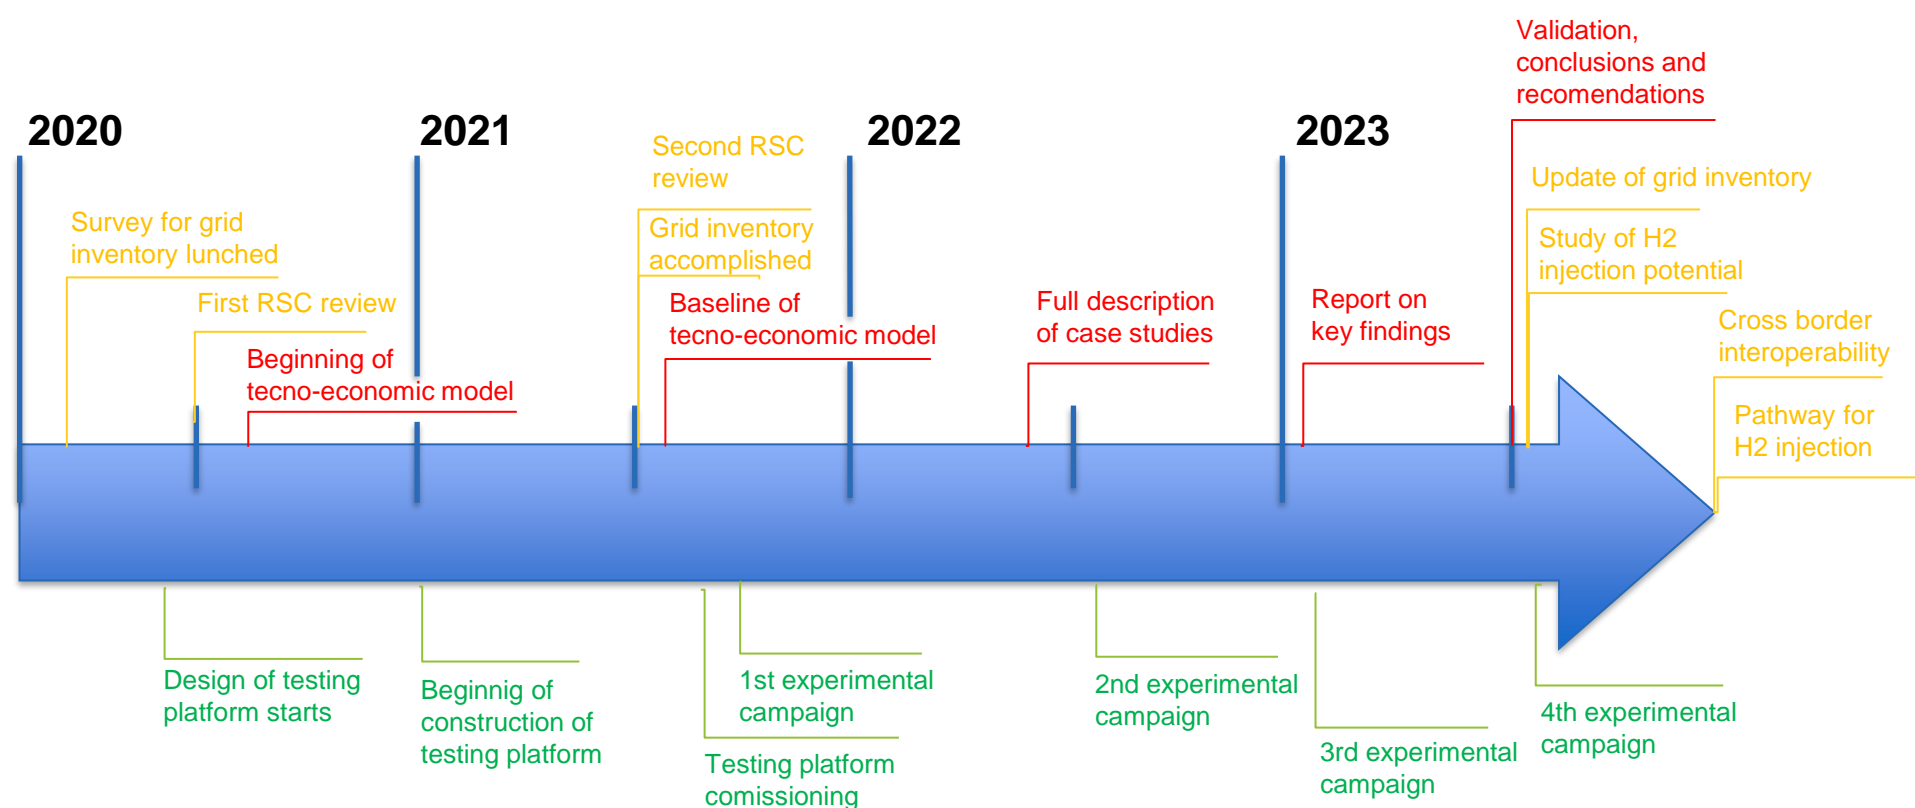 Validation,
conclusions and
recomendations
2020
2021
2022
2023
Second RSC
review
Update of grid inventory
Survey for grid
inventory lunched
Grid inventory
accomplished
Study of H2
injection potential
First RSC review
Baseline of
tecno-economic model
Full description
of case studies
Report on
key findings
Cross border
interoperability
Beginning of
tecno-economic model
Pathway for
H2 injection
Design of testing
platform starts
Beginnig of
construction of
testing platform
1st experimental
campaign
Testing platform
comissioning
2nd experimental
campaign
3rd experimental
campaign
4th experimental
campaign